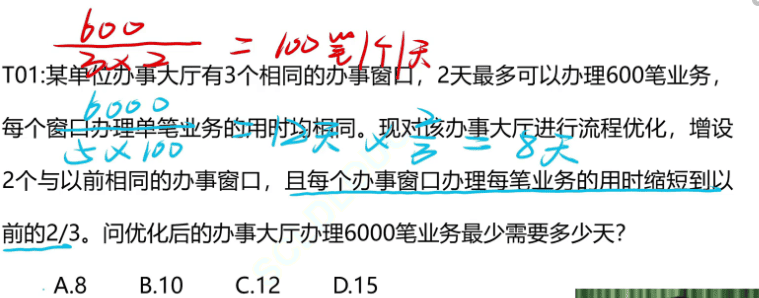 600
3×2 = 100笔/个/天
T01:某单位办事大厅有3个相同的办事窗口，2天最多可以办理600笔业务，
6000
每个窗口办理单笔业务的用时均相同。现对该办事大厅进行流程优化，增设
5×100 = 12天 × 2/3 = 8天
2个与以前相同的办事窗口，且每个办事窗口办理每笔业务的用时缩短到以
前的2/3。问优化后的办事大厅办理6000笔业务最少需要多少天？
A.8 B.10 C.12 D.15